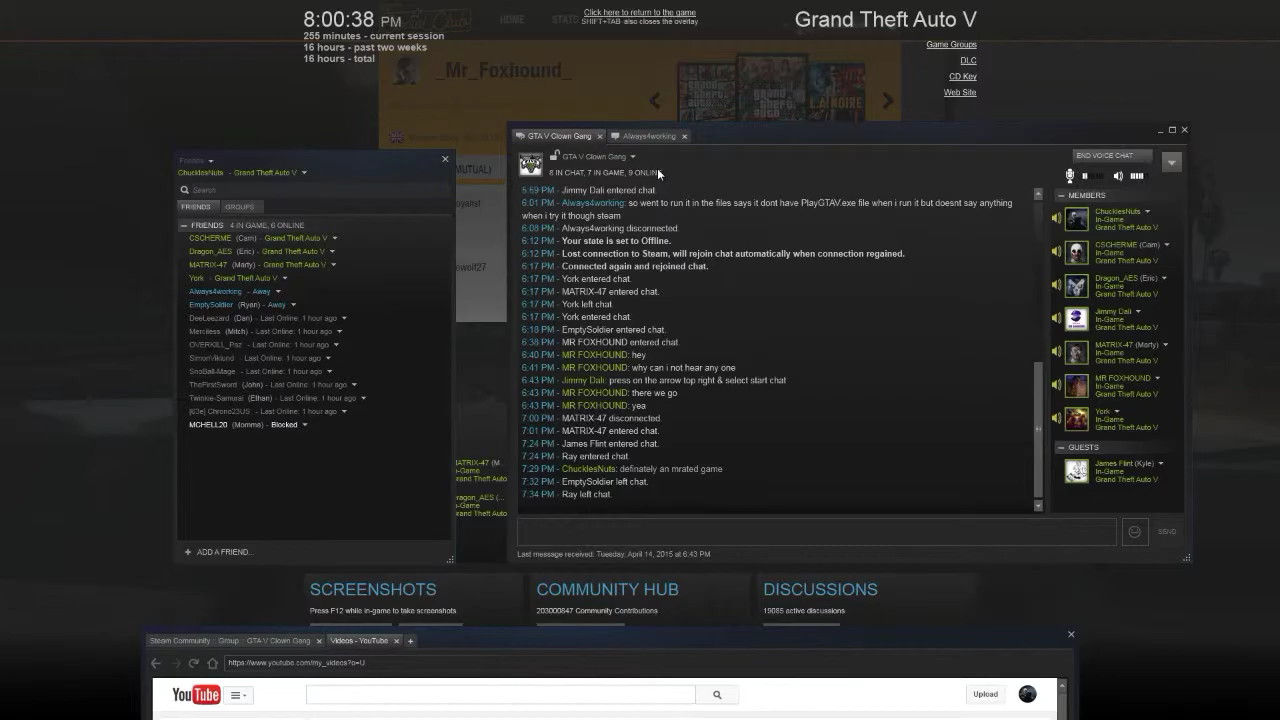 8:00:38 PM
255 minutes - current session
16 hours - past two weeks
16 hours - total
HOME
STATS
Click here to return to the game
SHIFT+TAB also closes the overlay
Grand Theft Auto V
Game Groups
DLC
CD Key
Web Site
_Mr_Foxhound_
L.A.NOIRE
MUTUAL)
Friends
ChucklesNuts - Grand Theft Auto V
Search
FRIENDS GROUPS
FRIENDS 4 IN GAME, 6 ONLINE
CSCHERME (Cam) - Grand Theft Auto V
Dragon_AES (Eric) - Grand Theft Auto V
MATRIX-47 (Marty) - Grand Theft Auto V
York - Grand Theft Auto V
Always4working - Away
EmptySoldier (Ryan) - Away
DeeLeezard (Dan) - Last Online: 1 hour ago
Merciless (Mitch) - Last Online: 1 hour ago
OVERKILL_Paz - Last Online: 1 hour ago
SimonViklund - Last Online: 1 hour ago
SnoBall-Mage - Last Online: 1 hour ago
TheFirstSword (John) - Last Online: 1 hour ago
Twinkie-Samurai (Ethan) - Last Online: 1 hour ago
[63e] Chrono23US - Last Online: 1 hour ago
MCHELL20 (Momma) - Blocked
+ ADD A FRIEND...
owolf27
MATRIX-47 (M...
In-Game
Grand Theft Auto
Dragon_AES (...
In-Game
Grand Theft Auto
GTA V Clown Gang
Always4working
GTA V Clown Gang
8 IN CHAT, 7 IN GAME, 9 ONLINE
END VOICE CHAT
5:59 PM - Jimmy Dali entered chat.
6:01 PM - Always4working: so went to run it in the files says it dont have PlayGTAV.exe file when i run it but doesnt say anything
when i try it though steam
6:08 PM - Always4working disconnected.
6:12 PM - Your state is set to Offline.
6:12 PM - Lost connection to Steam, will rejoin chat automatically when connection regained.
6:17 PM - Connected again and rejoined chat.
6:17 PM - York entered chat.
6:17 PM - MATRIX-47 entered chat.
6:17 PM - York left chat.
6:17 PM - York entered chat.
6:18 PM - EmptySoldier entered chat.
6:38 PM - MR FOXHOUND entered chat.
6:40 PM - MR FOXHOUND: hey
6:41 PM - MR FOXHOUND: why can i not hear any one
6:43 PM - Jimmy Dali: press on the arrow top right & select start chat
6:43 PM - MR FOXHOUND: there we go
6:43 PM - MR FOXHOUND: yea
7:00 PM - MATRIX-47 disconnected.
7:01 PM - MATRIX-47 entered chat.
7:24 PM - James Flint entered chat.
7:24 PM - Ray entered chat.
7:29 PM - ChucklesNuts: definately an mrated game
7:32 PM - EmptySoldier left chat.
7:34 PM - Ray left chat.
SEND
Last message received: Tuesday, April 14, 2015 at 6:43 PM
MEMBERS
ChucklesNuts
In-Game
Grand Theft Auto V
CSCHERME (Cam)
In-Game
Grand Theft Auto V
Dragon_AES (Eric)
In-Game
Grand Theft Auto V
Jimmy Dali
In-Game
Grand Theft Auto V
MATRIX-47 (Marty)
In-Game
Grand Theft Auto V
MR FOXHOUND
In-Game
Grand Theft Auto V
York
In-Game
Grand Theft Auto V
GUESTS
James Flint (Kyle)
In-Game
Grand Theft Auto V
SCREENSHOTS
Press F12 while in-game to take screenshots
COMMUNITY HUB
203000847 Community Contributions
DISCUSSIONS
19085 active discussions
Steam Community :: Group :: GTA V Clown Gang
Videos - YouTube
https://www.youtube.com/my_videos?o=U
YouTube
Upload